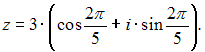 z = 3 · (cos 2π/5 + i · sin 2π/5).